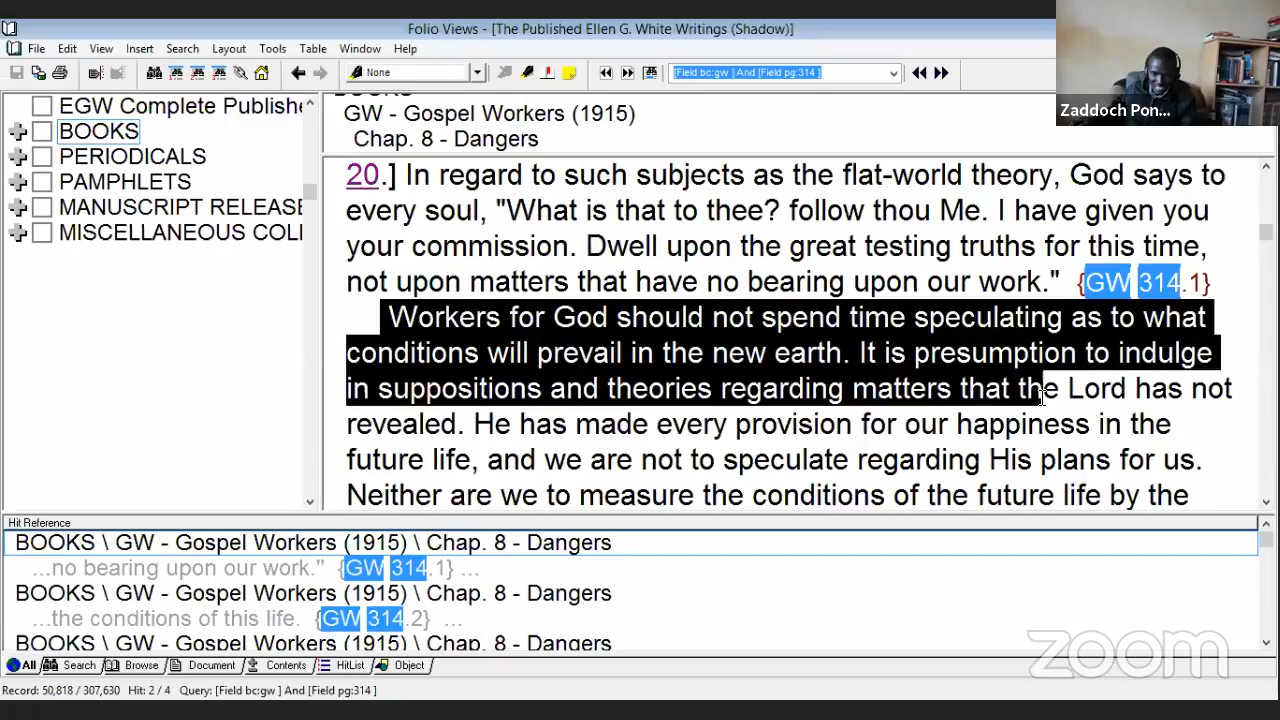 Folio Views - [The Published Ellen G. White Writings (Shadow)]
File Edit View Insert Search Layout Tools Table Window Help
None
[Field bc:gw ] And [Field pg:314 ]
Zaddoch Pon...
EGW Complete Publishe
BOOKS
PERIODICALS
PAMPHLETS
MANUSCRIPT RELEASE
MISCELLANEOUS COLL
GW - Gospel Workers (1915)
Chap. 8 - Dangers
20.] In regard to such subjects as the flat-world theory, God says to
every soul, "What is that to thee? follow thou Me. I have given you
your commission. Dwell upon the great testing truths for this time,
not upon matters that have no bearing upon our work." {GW 314.1}
Workers for God should not spend time speculating as to what
conditions will prevail in the new earth. It is presumption to indulge
in suppositions and theories regarding matters that the Lord has not
revealed. He has made every provision for our happiness in the
future life, and we are not to speculate regarding His plans for us.
Neither are we to measure the conditions of the future life by the
Hit Reference
BOOKS \ GW - Gospel Workers (1915) \ Chap. 8 - Dangers
...no bearing upon our work." {GW 314.1} ...
BOOKS \ GW - Gospel Workers (1915) \ Chap. 8 - Dangers
...the conditions of this life. {GW 314.2} ...
BOOKS \ GW - Gospel Workers (1915) \ Chap. 8 - Dangers
All Search Browse Document Contents HitList Object
Record: 50,818 / 307,630 Hit: 2 / 4 Query: [Field bc:gw ] And [Field pg:314 ]
zoom